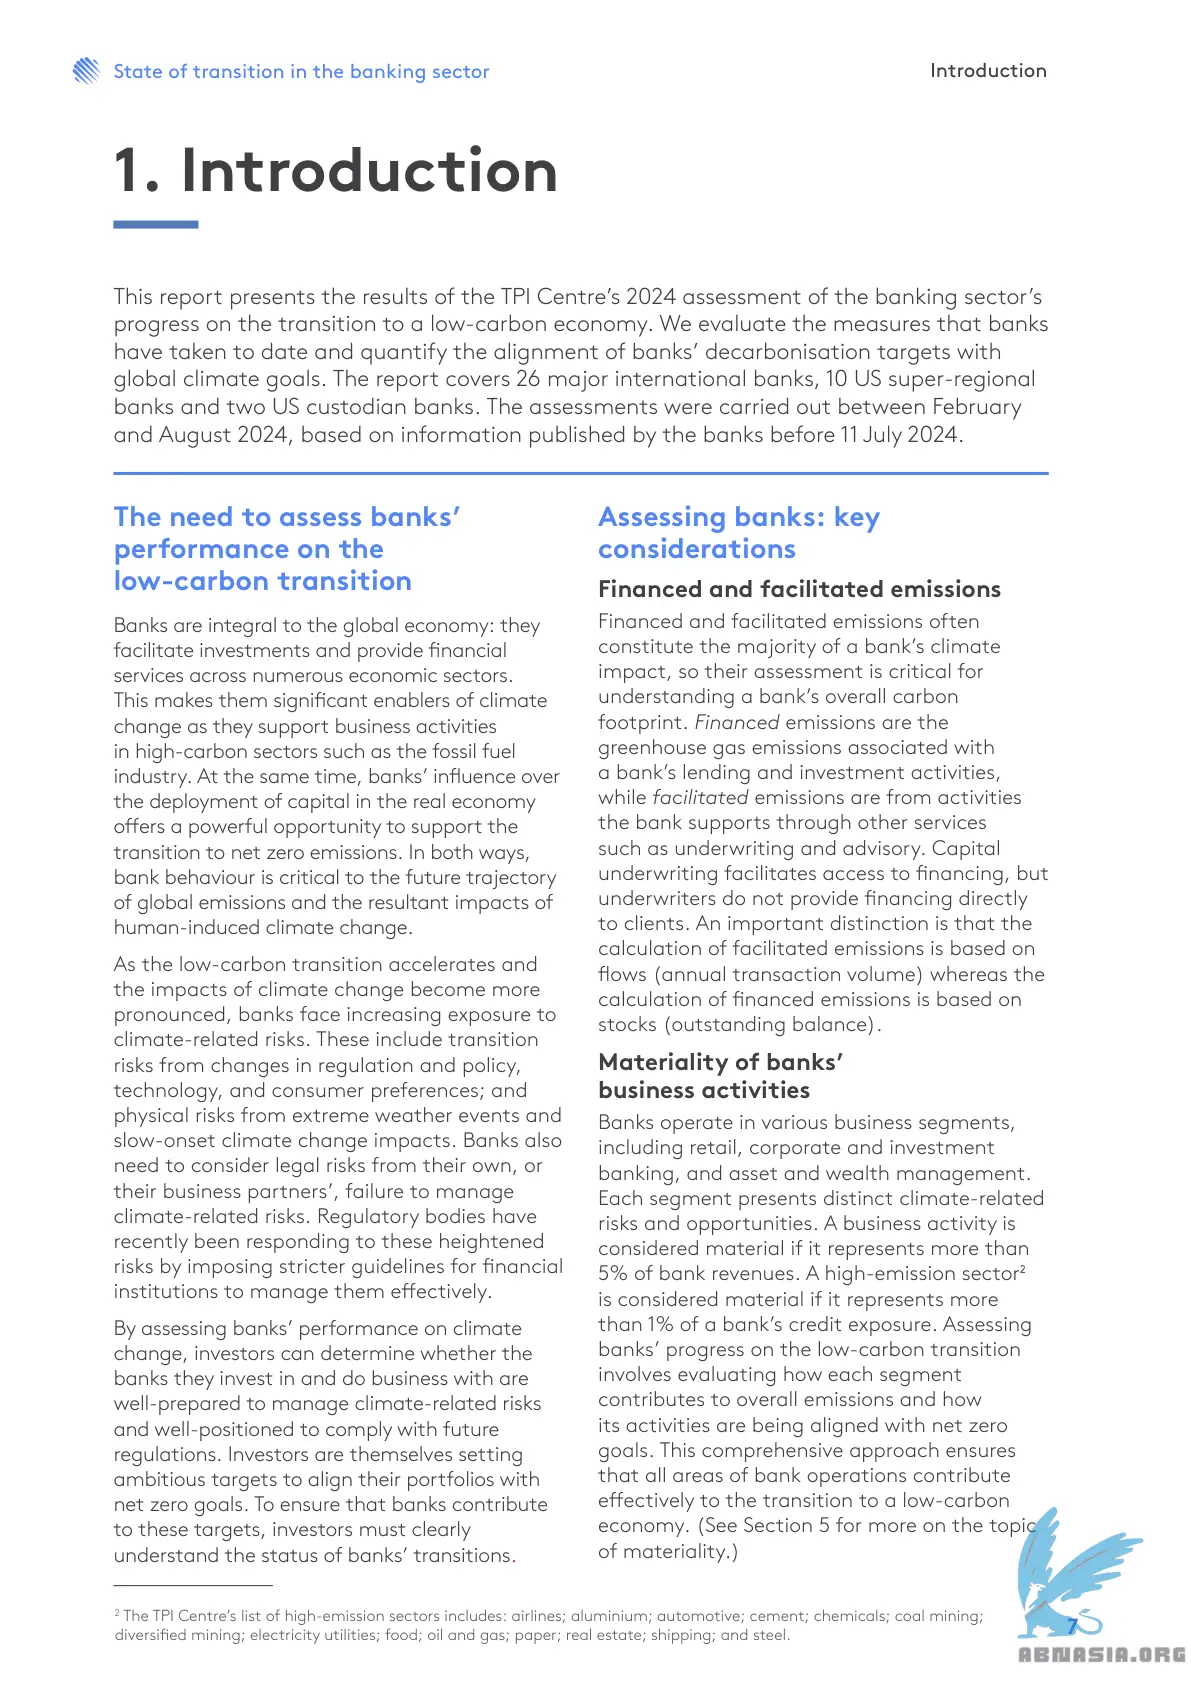 State of transition in the banking sector
Introduction
1. Introduction
This report presents the results of the TPI Centre’s 2024 assessment of the banking sector’s
progress on the transition to a low-carbon economy. We evaluate the measures that banks
have taken to date and quantify the alignment of banks’ decarbonisation targets with
global climate goals. The report covers 26 major international banks, 10 US super-regional
banks and two US custodian banks. The assessments were carried out between February
and August 2024, based on information published by the banks before 11 July 2024.
The need to assess banks’
performance on the
low-carbon transition
Banks are integral to the global economy: they
facilitate investments and provide financial
services across numerous economic sectors.
This makes them significant enablers of climate
change as they support business activities
in high-carbon sectors such as the fossil fuel
industry. At the same time, banks’ influence over
the deployment of capital in the real economy
offers a powerful opportunity to support the
transition to net zero emissions. In both ways,
bank behaviour is critical to the future trajectory
of global emissions and the resultant impacts of
human-induced climate change.
As the low-carbon transition accelerates and
the impacts of climate change become more
pronounced, banks face increasing exposure to
climate-related risks. These include transition
risks from changes in regulation and policy,
technology, and consumer preferences; and
physical risks from extreme weather events and
slow-onset climate change impacts. Banks also
need to consider legal risks from their own, or
their business partners’, failure to manage
climate-related risks. Regulatory bodies have
recently been responding to these heightened
risks by imposing stricter guidelines for financial
institutions to manage them effectively.
By assessing banks’ performance on climate
change, investors can determine whether the
banks they invest in and do business with are
well-prepared to manage climate-related risks
and well-positioned to comply with future
regulations. Investors are themselves setting
ambitious targets to align their portfolios with
net zero goals. To ensure that banks contribute
to these targets, investors must clearly
understand the status of banks’ transitions.
Assessing banks: key
considerations
Financed and facilitated emissions
Financed and facilitated emissions often
constitute the majority of a bank’s climate
impact, so their assessment is critical for
understanding a bank’s overall carbon
footprint. Financed emissions are the
greenhouse gas emissions associated with
a bank’s lending and investment activities,
while facilitated emissions are from activities
the bank supports through other services
such as underwriting and advisory. Capital
underwriting facilitates access to financing, but
underwriters do not provide financing directly
to clients. An important distinction is that the
calculation of facilitated emissions is based on
flows (annual transaction volume) whereas the
calculation of financed emissions is based on
stocks (outstanding balance).
Materiality of banks’
business activities
Banks operate in various business segments,
including retail, corporate and investment
banking, and asset and wealth management.
Each segment presents distinct climate-related
risks and opportunities. A business activity is
considered material if it represents more than
5% of bank revenues. A high-emission sector²
is considered material if it represents more
than 1% of a bank’s credit exposure. Assessing
banks’ progress on the low-carbon transition
involves evaluating how each segment
contributes to overall emissions and how
its activities are being aligned with net zero
goals. This comprehensive approach ensures
that all areas of bank operations contribute
effectively to the transition to a low-carbon
economy. (See Section 5 for more on the topic
of materiality.)
² The TPI Centre’s list of high-emission sectors includes: airlines; aluminium; automotive; cement; chemicals; coal mining;
diversified mining; electricity utilities; food; oil and gas; paper; real estate; shipping; and steel.
7
ABNASIA.ORG